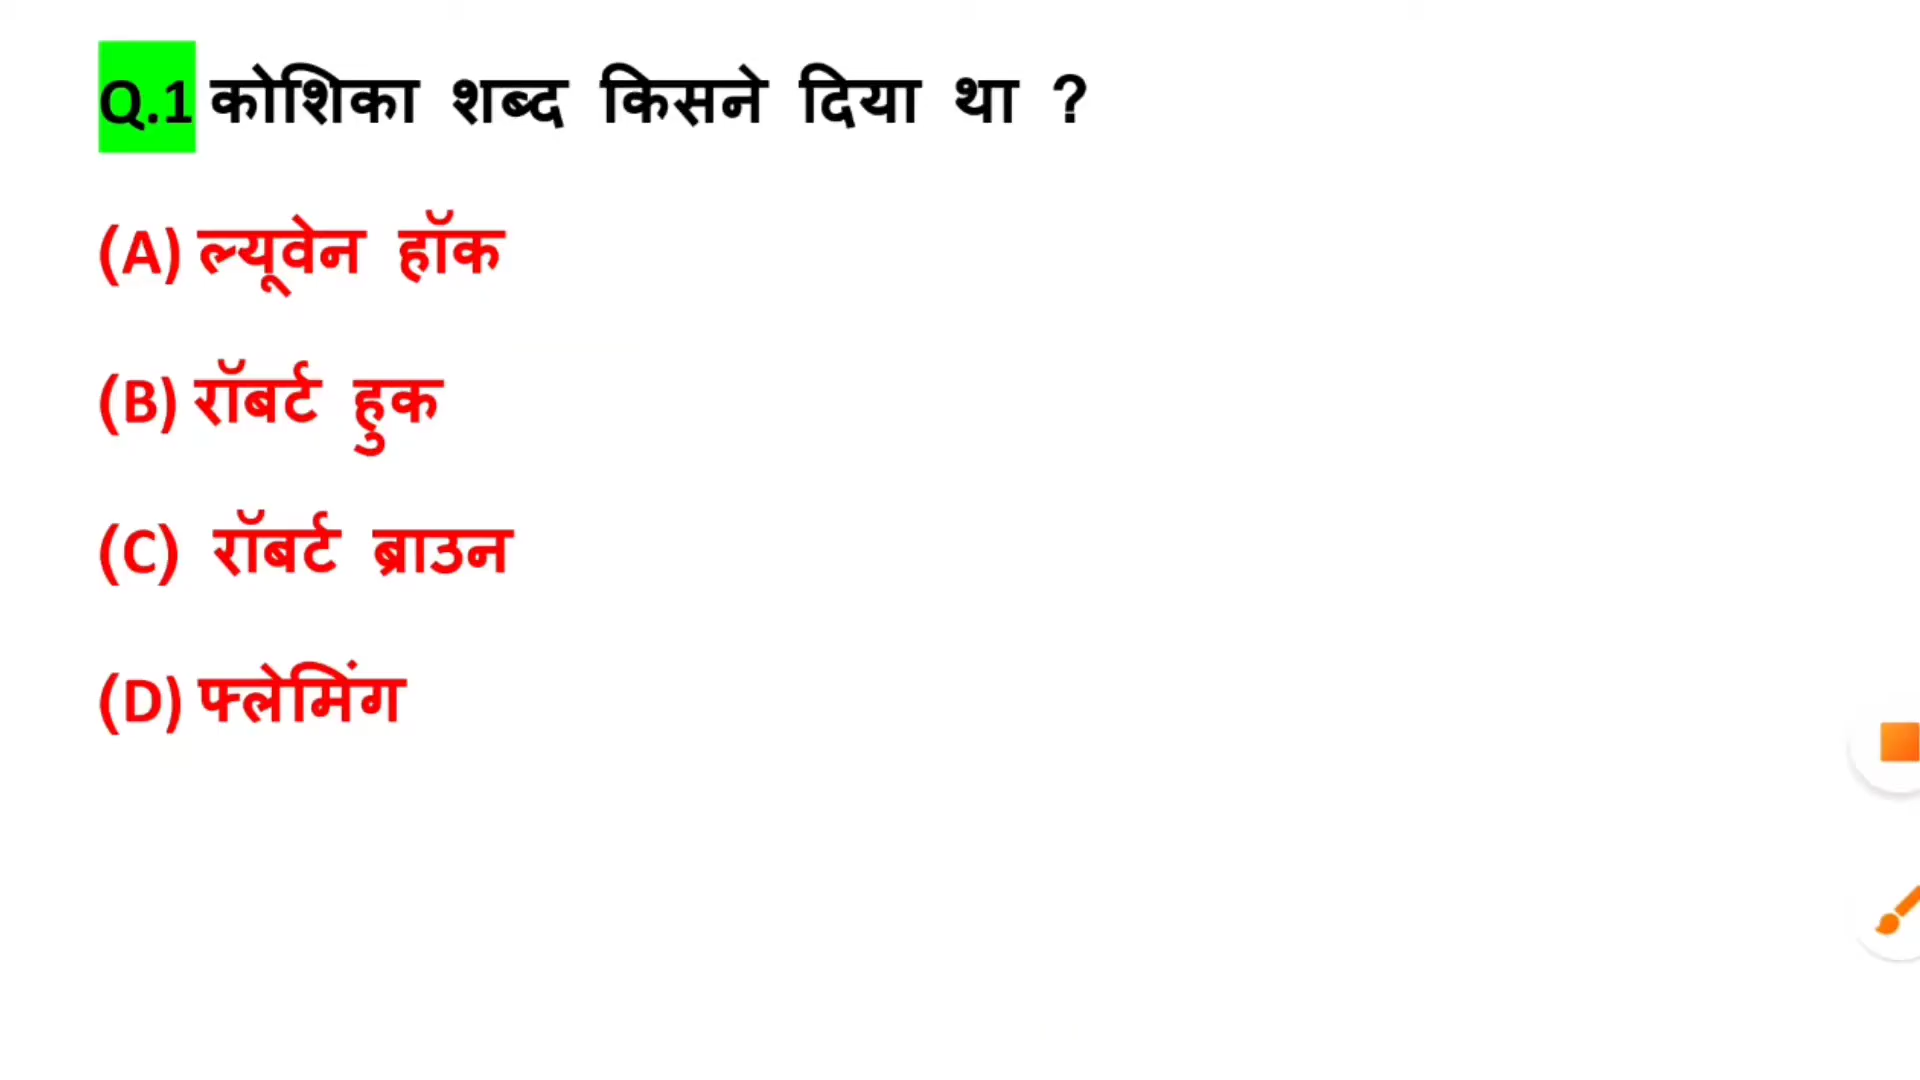 Q.1 कोशिका शब्द किसने दिया था ?
(A) ल्यूवेन हॉक
(B) रॉबर्ट हुक
(C) रॉबर्ट ब्राउन
(D) फ्लेमिंग